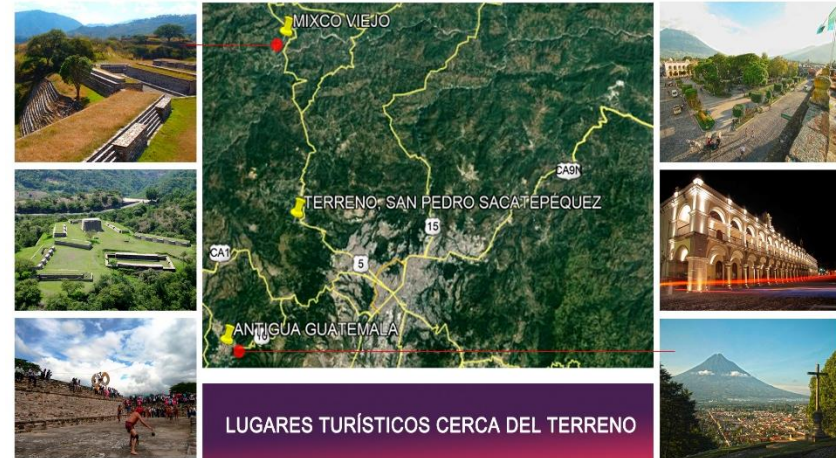 MIXCO VIEJO
CA9N
TERRENO, SAN PEDRO SACATEPÉQUEZ
15
CA1
5
ANTIGUA GUATEMALA
10
LUGARES TURÍSTICOS CERCA DEL TERRENO